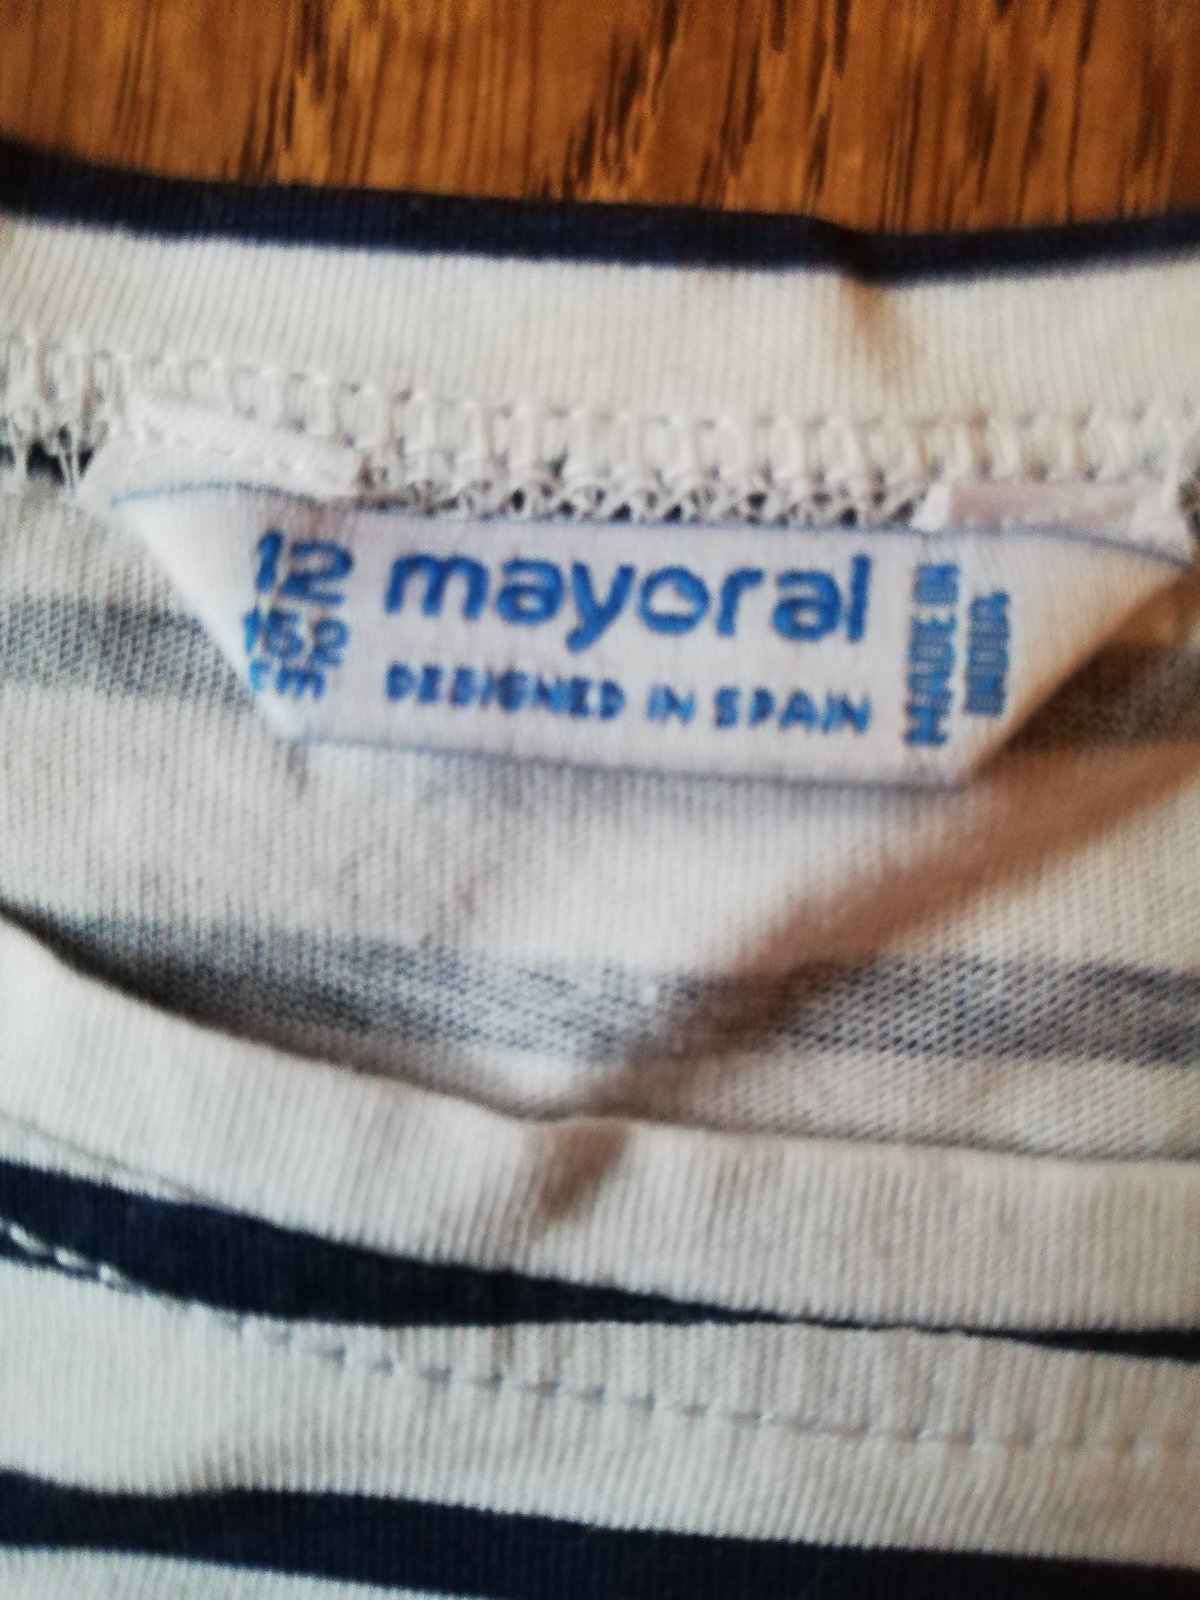 12
152
cm
mayoral
DESIGNED IN SPAIN
MADE IN
INDIA